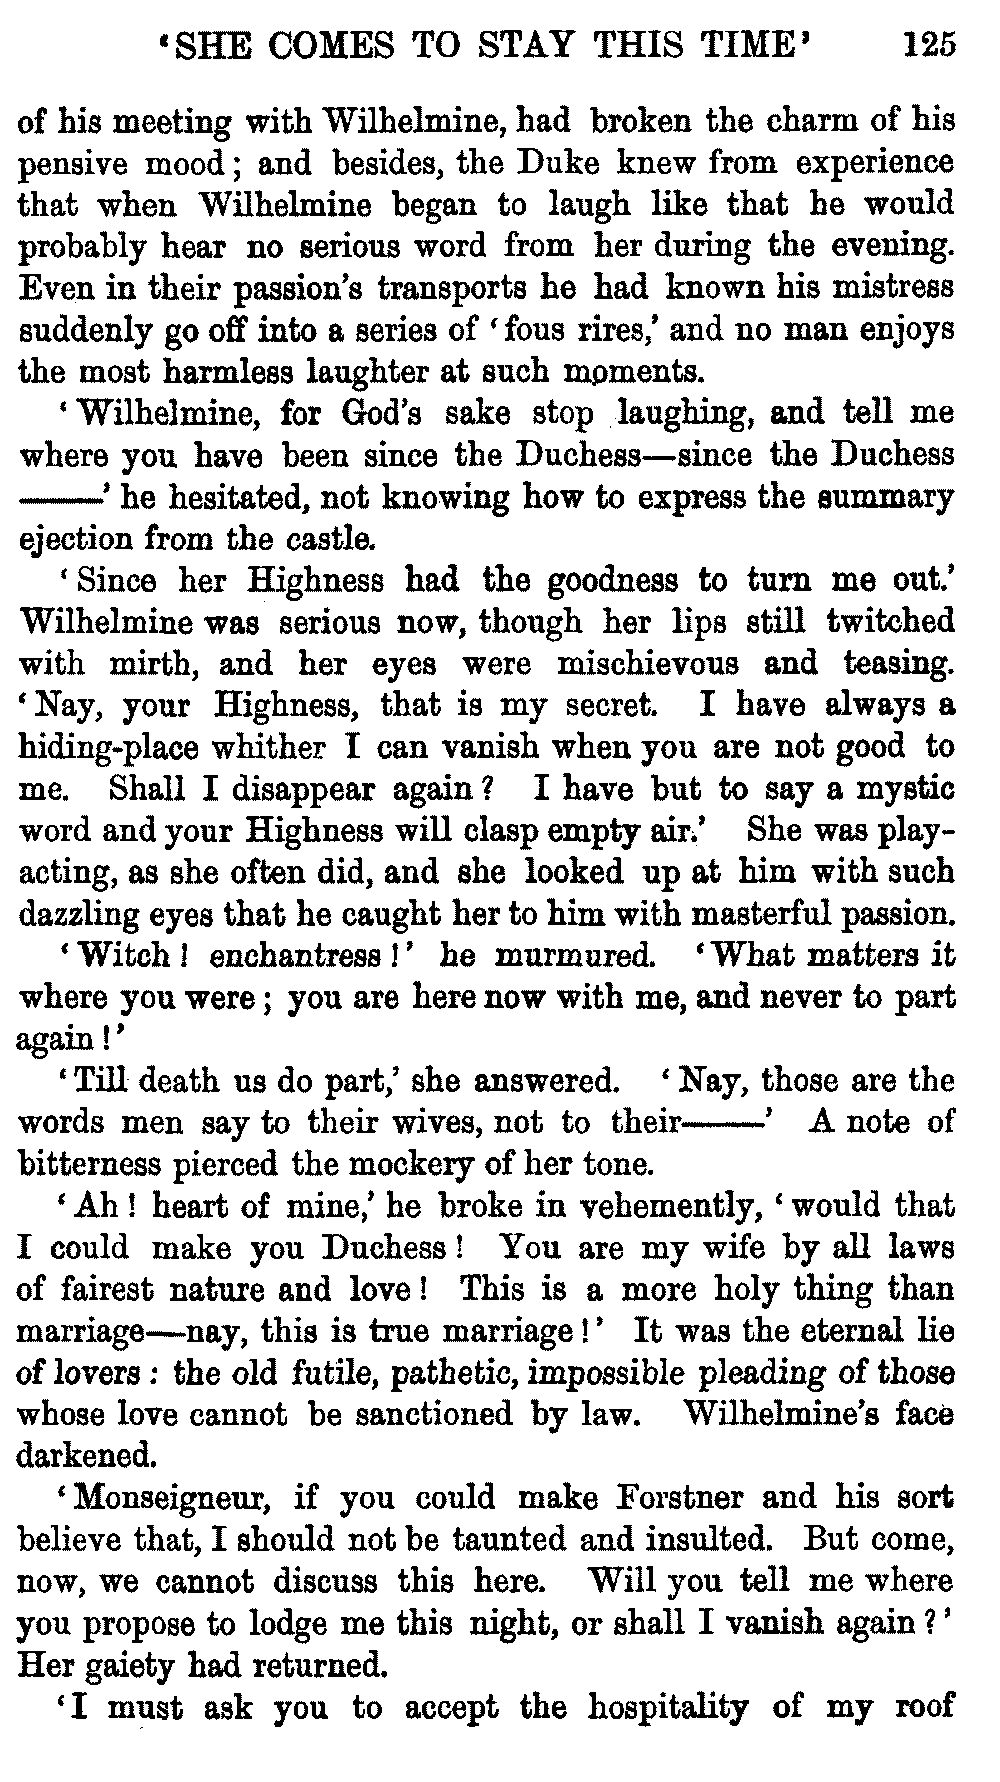 ‘SHE COMES TO STAY THIS TIME’ 125
of his meeting with Wilhelmine, had broken the charm of his
pensive mood; and besides, the Duke knew from experience
that when Wilhelmine began to laugh like that he would
probably hear no serious word from her during the evening.
Even in their passion's transports he had known his mistress
suddenly go off into a series of ‘fous rires,’ and no man enjoys
the most harmless laughter at such moments.
‘Wilhelmine, for God's sake stop laughing, and tell me
where you have been since the Duchess—since the Duchess
——’ he hesitated, not knowing how to express the summary
ejection from the castle.
‘Since her Highness had the goodness to turn me out.’
Wilhelmine was serious now, though her lips still twitched
with mirth, and her eyes were mischievous and teasing.
‘Nay, your Highness, that is my secret. I have always a
hiding-place whither I can vanish when you are not good to
me. Shall I disappear again? I have but to say a mystic
word and your Highness will clasp empty air.’ She was play-
acting, as she often did, and she looked up at him with such
dazzling eyes that he caught her to him with masterful passion.
‘Witch! enchantress!’ he murmured. ‘What matters it
where you were; you are here now with me, and never to part
again!’
‘Till death us do part,’ she answered. ‘Nay, those are the
words men say to their wives, not to their——’ A note of
bitterness pierced the mockery of her tone.
‘Ah! heart of mine,’ he broke in vehemently, ‘would that
I could make you Duchess! You are my wife by all laws
of fairest nature and love! This is a more holy thing than
marriage—nay, this is true marriage!’ It was the eternal lie
of lovers: the old futile, pathetic, impossible pleading of those
whose love cannot be sanctioned by law. Wilhelmine's face
darkened.
‘Monseigneur, if you could make Forstner and his sort
believe that, I should not be taunted and insulted. But come,
now, we cannot discuss this here. Will you tell me where
you propose to lodge me this night, or shall I vanish again?’
Her gaiety had returned.
‘I must ask you to accept the hospitality of my roof